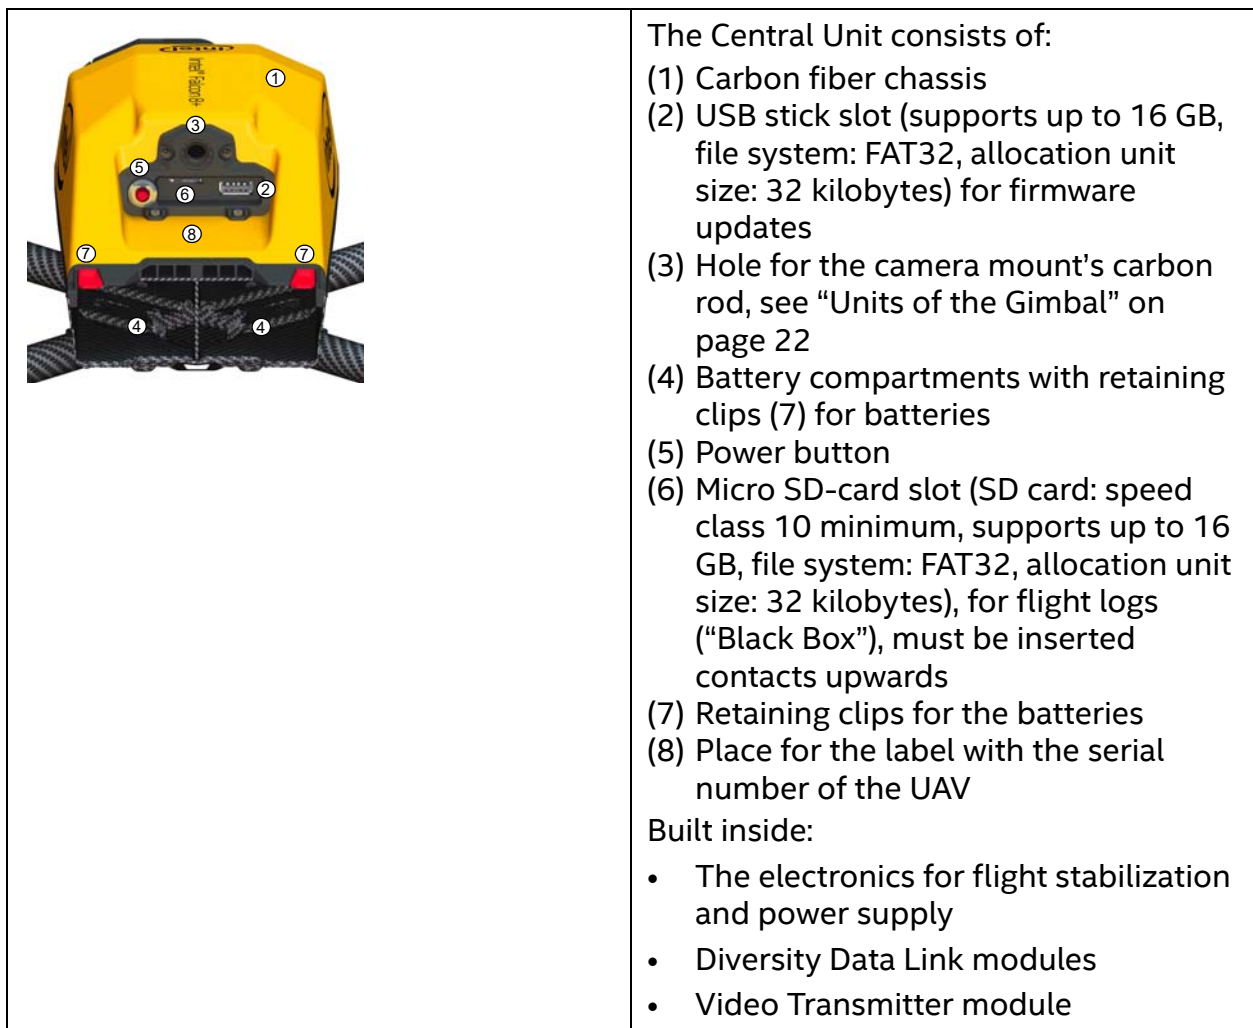 (intel)
Intel® Falcon 8+
1
3
5
6
2
8
7
7
4
4
The Central Unit consists of:
(1) Carbon fiber chassis
(2) USB stick slot (supports up to 16 GB,
file system: FAT32, allocation unit
size: 32 kilobytes) for firmware
updates
(3) Hole for the camera mount’s carbon
rod, see “Units of the Gimbal” on
page 22
(4) Battery compartments with retaining
clips (7) for batteries
(5) Power button
(6) Micro SD-card slot (SD card: speed
class 10 minimum, supports up to 16
GB, file system: FAT32, allocation unit
size: 32 kilobytes), for flight logs
(“Black Box”), must be inserted
contacts upwards
(7) Retaining clips for the batteries
(8) Place for the label with the serial
number of the UAV
Built inside:
• The electronics for flight stabilization
and power supply
• Diversity Data Link modules
• Video Transmitter module